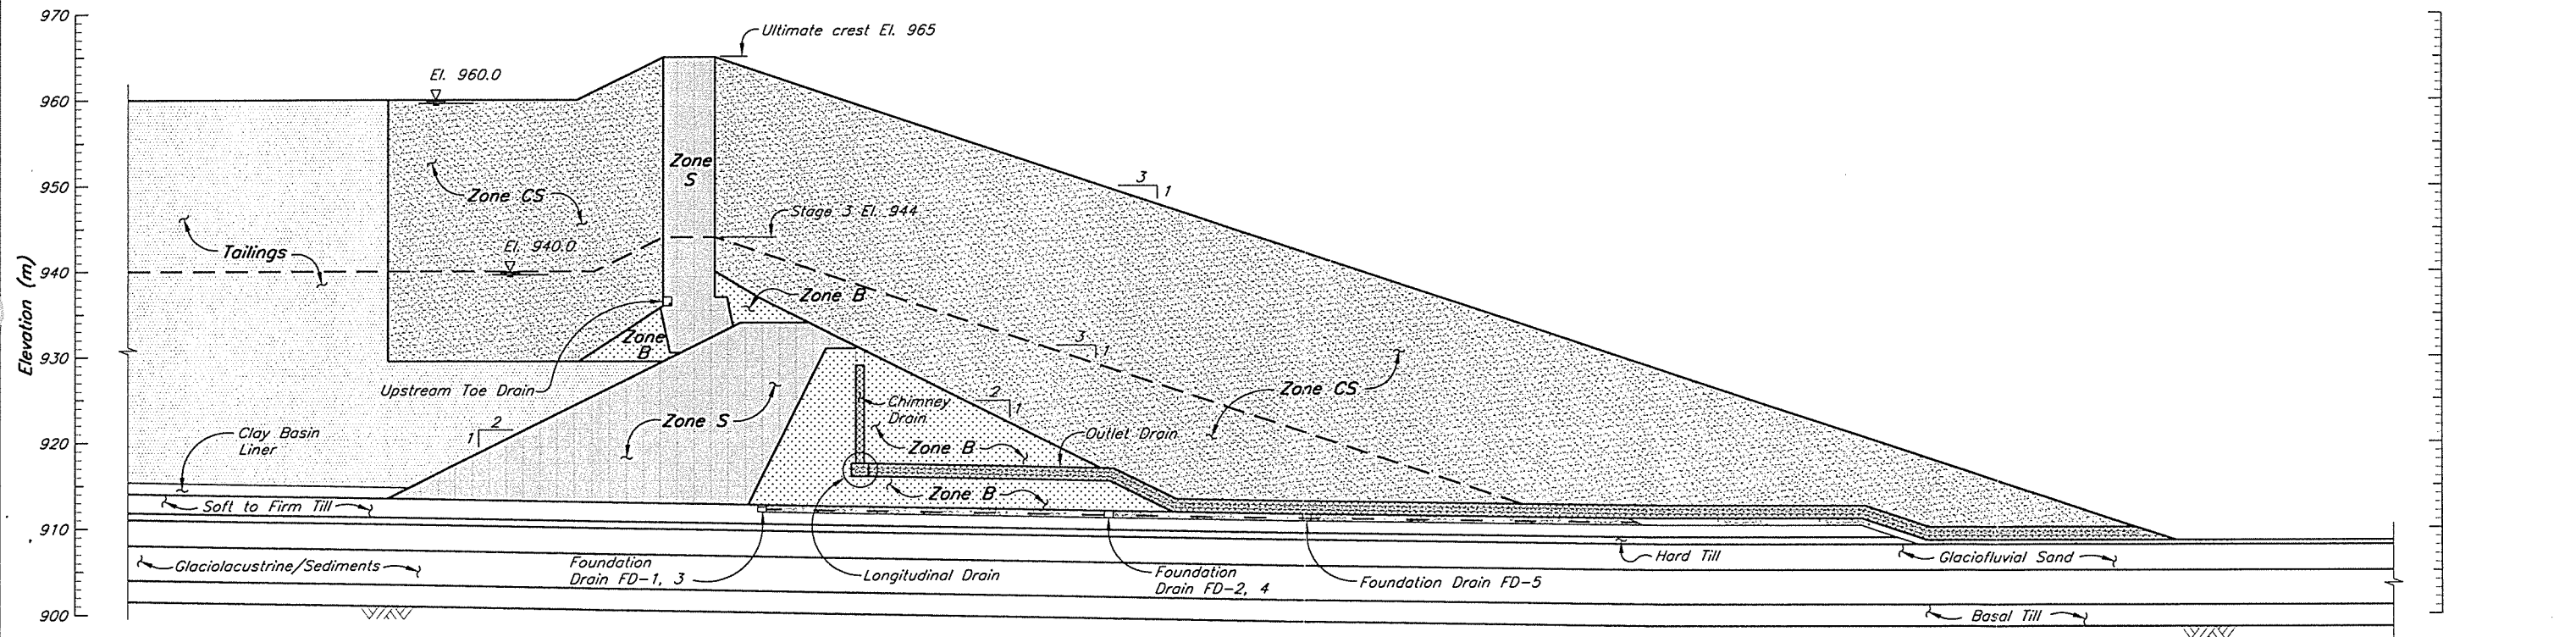 970
Ultimate crest El. 965
El. 960.0
960
Zone
S
950
Zone CS
3
1
Stage 3 El. 944
El. 940.0
Tailings
940
Elevation (m)
Zone B
Zone
B
930
3
1
Upstream Toe Drain
Zone CS
Chimney
Drain
2
1
Zone S
1
2
Clay Basin
Liner
920
Zone B
Outlet Drain
Zone B
Soft to Firm Till
910
Hard Till
Glaciofluvial Sand
Glaciolacustrine/Sediments
Foundation
Drain FD-1, 3
Longitudinal Drain
Foundation
Drain FD-2, 4
Foundation Drain FD-5
900
Basal Till